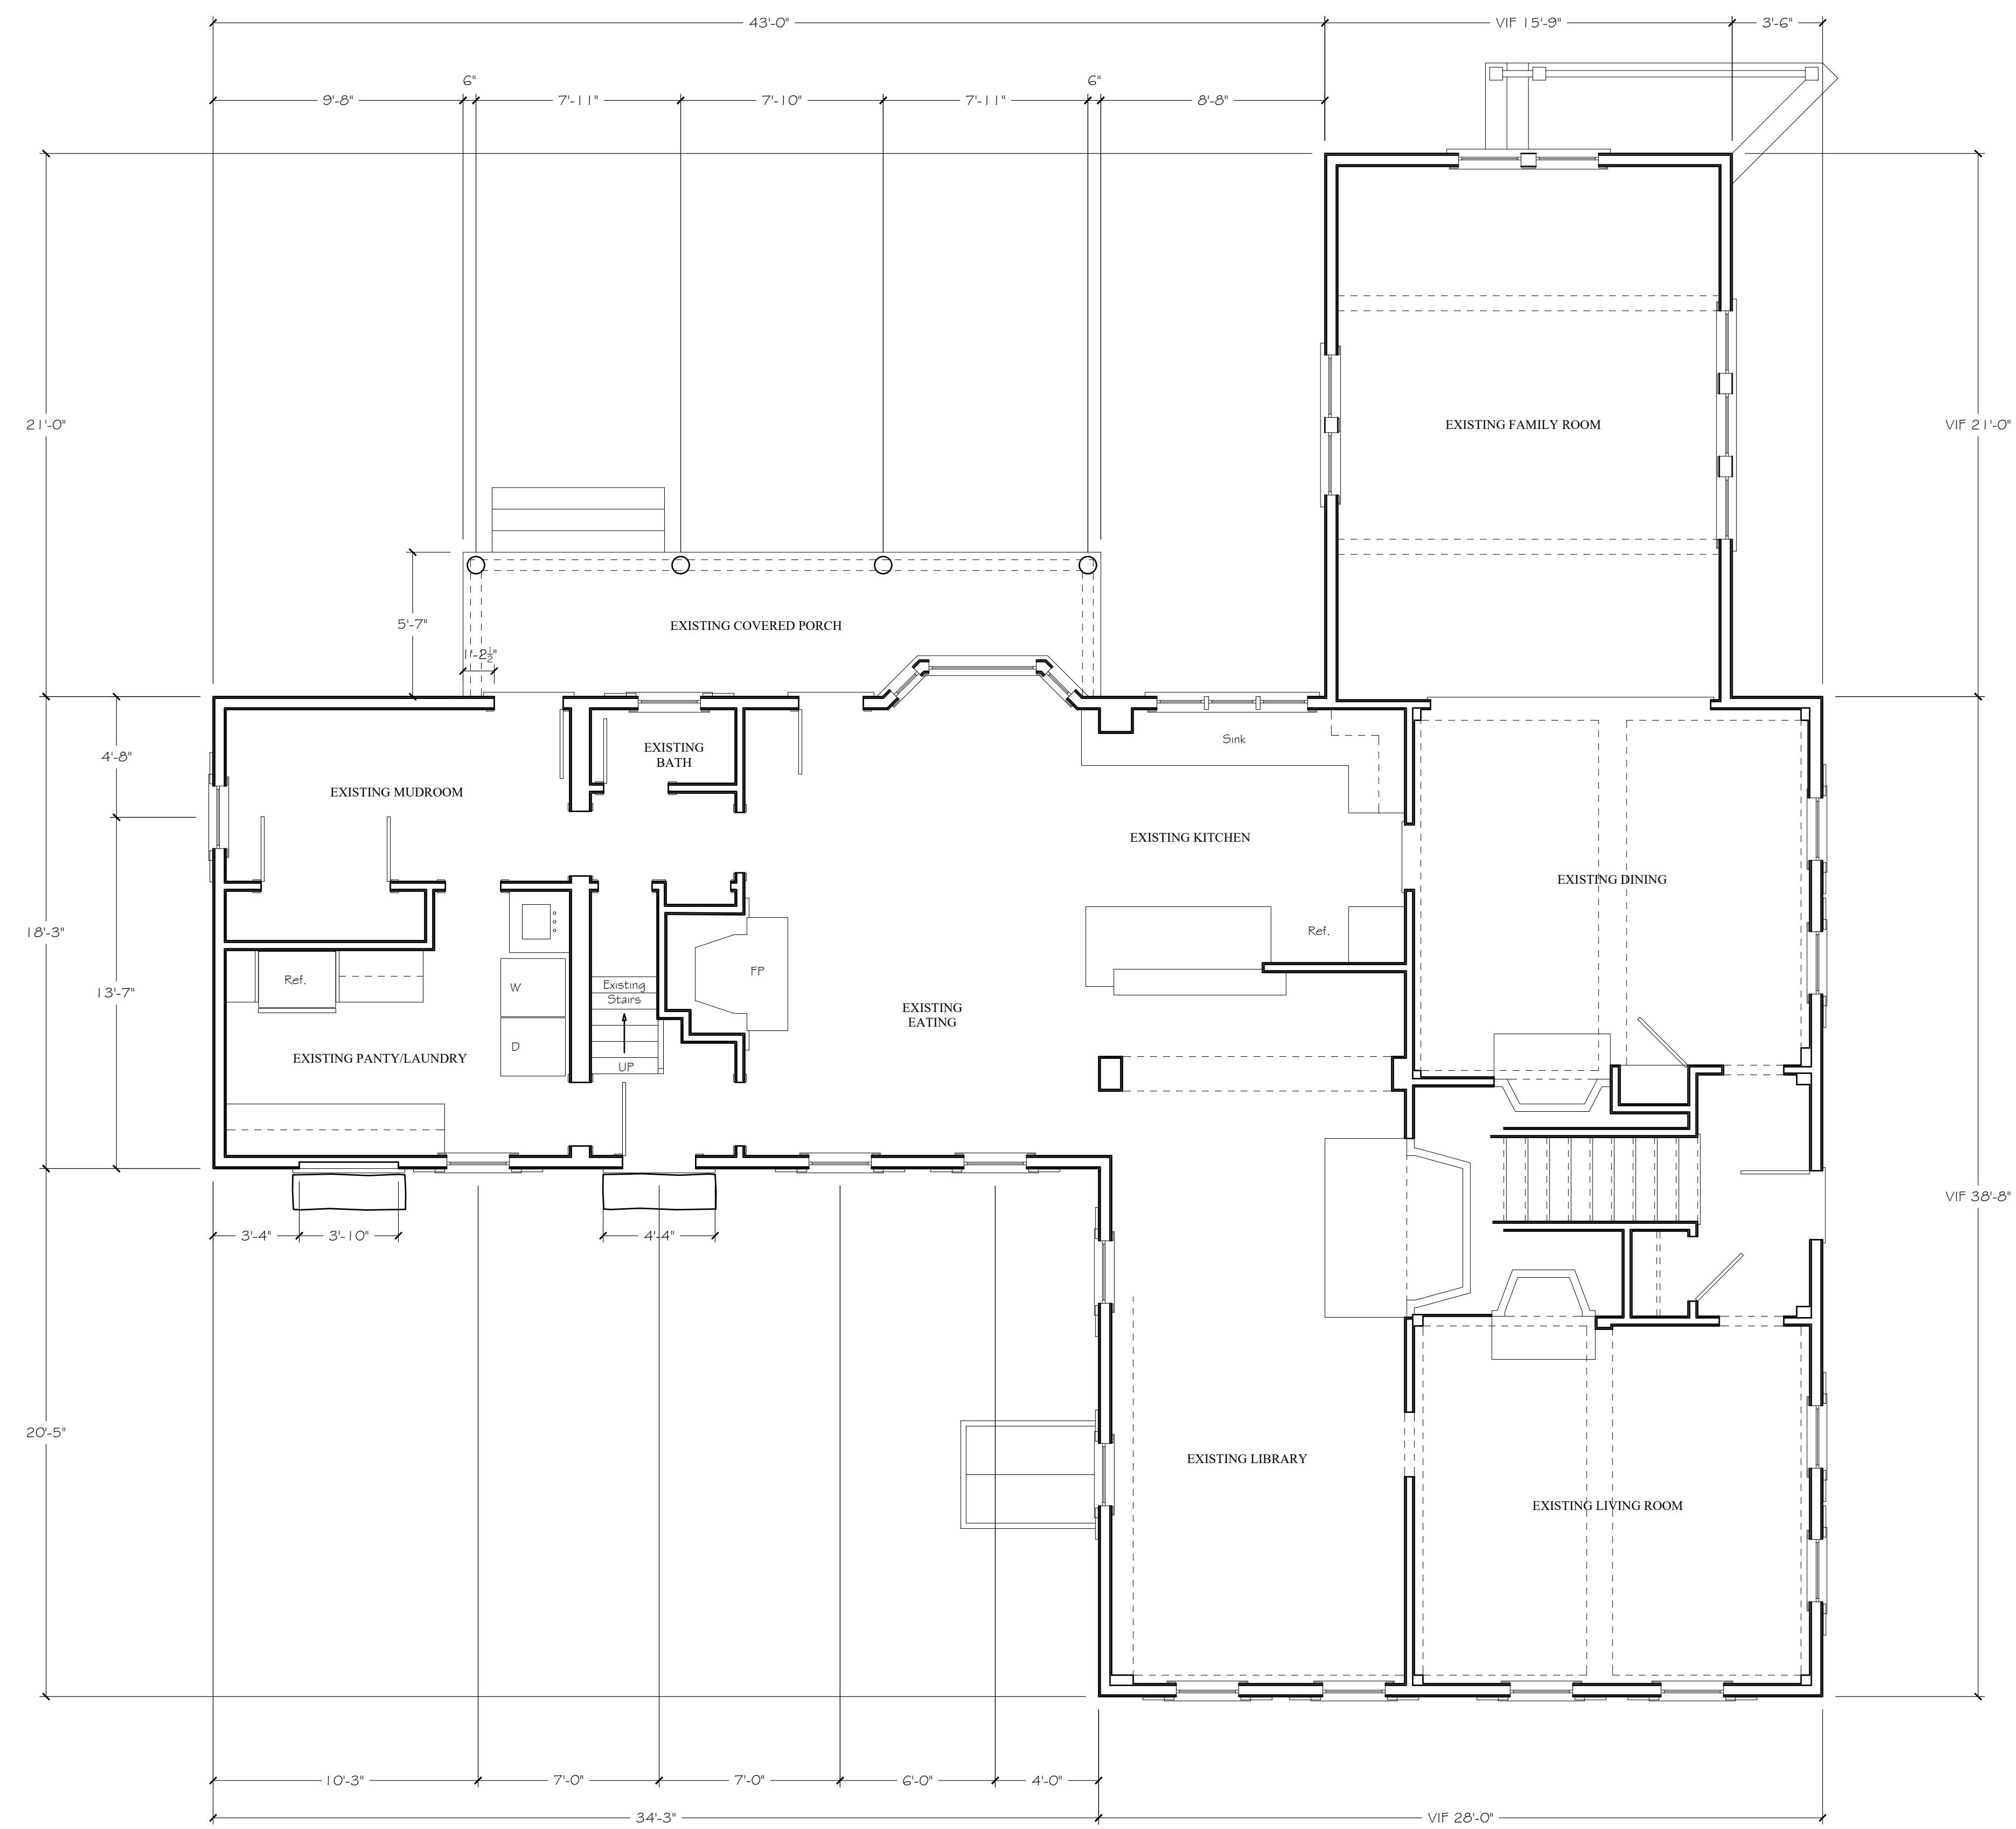 43'-0"
VIF 15'-9"
3'-6"
6"
6"
9'-8"
7'-11"
7'-10"
7'-11"
8'-8"
21'-0"
EXISTING FAMILY ROOM
VIF 21'-0"
5'-7"
EXISTING COVERED PORCH
1'-2½"
Sink
EXISTING
BATH
4'-8"
EXISTING MUDROOM
EXISTING KITCHEN
EXISTING DINING
18'-3"
Ref.
FP
Ref.
Existing
Stairs
W
13'-7"
EXISTING
EATING
D
EXISTING PANTY/LAUNDRY
UP
VIF 38'-8"
3'-4"
3'-10"
4'-4"
20'-5"
EXISTING LIBRARY
EXISTING LIVING ROOM
10'-3"
7'-0"
7'-0"
6'-0"
4'-0"
34'-3"
VIF 28'-0"